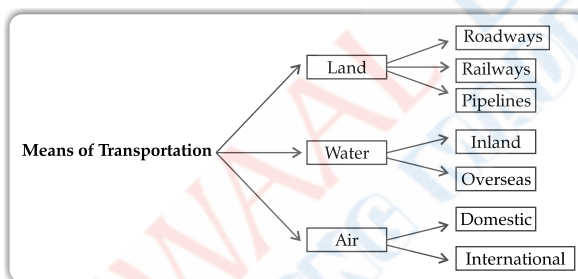 Means of Transportation
Land
Roadways
Railways
Pipelines
Water
Inland
Overseas
Air
Domestic
International